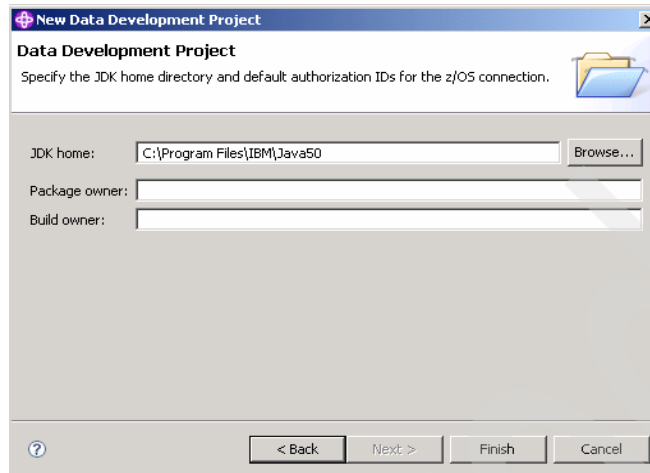 New Data Development Project
Data Development Project
Specify the JDK home directory and default authorization IDs for the z/OS connection.
JDK home: C:\Program Files\IBM\Java50 Browse...
Package owner:
Build owner:
? < Back Next > Finish Cancel